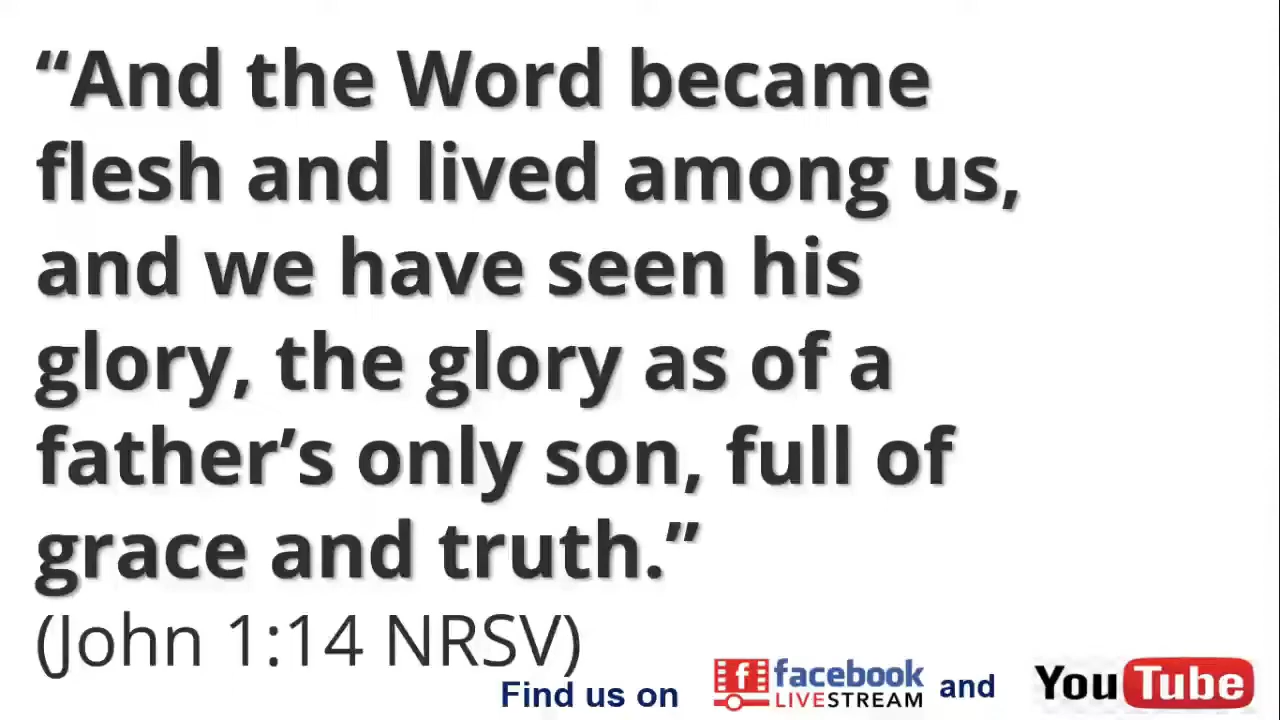 “And the Word became
flesh and lived among us,
and we have seen his
glory, the glory as of a
father’s only son, full of
grace and truth.”
(John 1:14 NRSV)
Find us on f facebook LIVESTREAM and YouTube